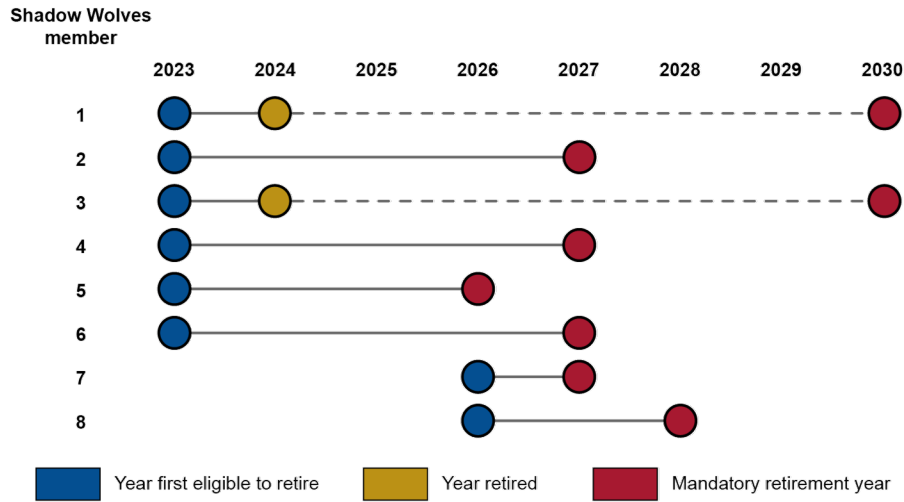 Shadow Wolves
member
2023 2024 2025 2026 2027 2028 2029 2030
1
2
3
4
5
6
7
8
Year first eligible to retire Year retired Mandatory retirement year